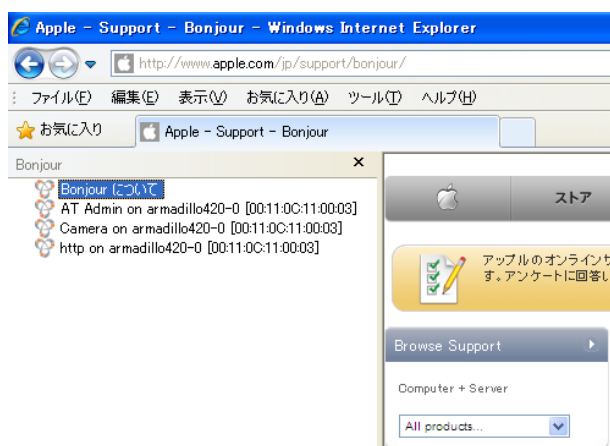 Apple - Support - Bonjour - Windows Internet Explorer
http://www.apple.com/jp/support/bonjour/
ファイル(F) 編集(E) 表示(V) お気に入り(A) ツール(T) ヘルプ(H)
お気に入り Apple - Support - Bonjour
Bonjour
Bonjour について
AT Admin on armadillo420-0 [00:11:0C:11:00:03]
Camera on armadillo420-0 [00:11:0C:11:00:03]
http on armadillo420-0 [00:11:0C:11:00:03]
ストア
アップルのオンラインサ
す。アンケートに回答し
Browse Support
Computer + Server
All products...